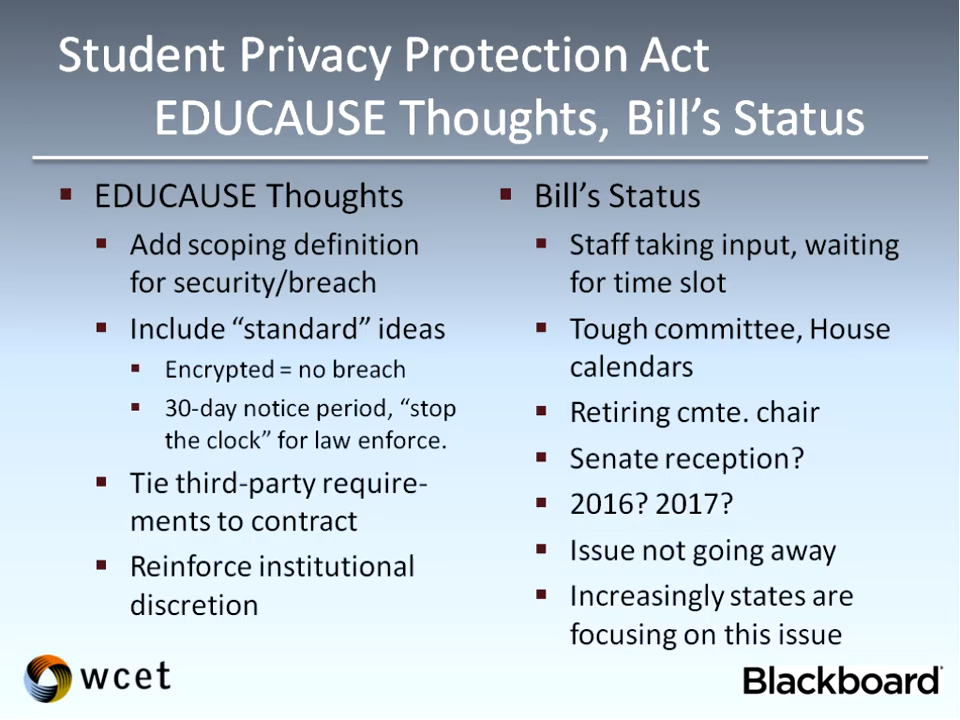 Student Privacy Protection Act
EDUCAUSE Thoughts, Bill’s Status
▪ EDUCAUSE Thoughts
▪ Add scoping definition
for security/breach
▪ Include “standard” ideas
▪ Encrypted = no breach
▪ 30-day notice period, “stop
the clock” for law enforce.
▪ Tie third-party require-
ments to contract
▪ Reinforce institutional
discretion
▪ Bill’s Status
▪ Staff taking input, waiting
for time slot
▪ Tough committee, House
calendars
▪ Retiring cmte. chair
▪ Senate reception?
▪ 2016? 2017?
▪ Issue not going away
▪ Increasingly states are
focusing on this issue
wcet
Blackboard